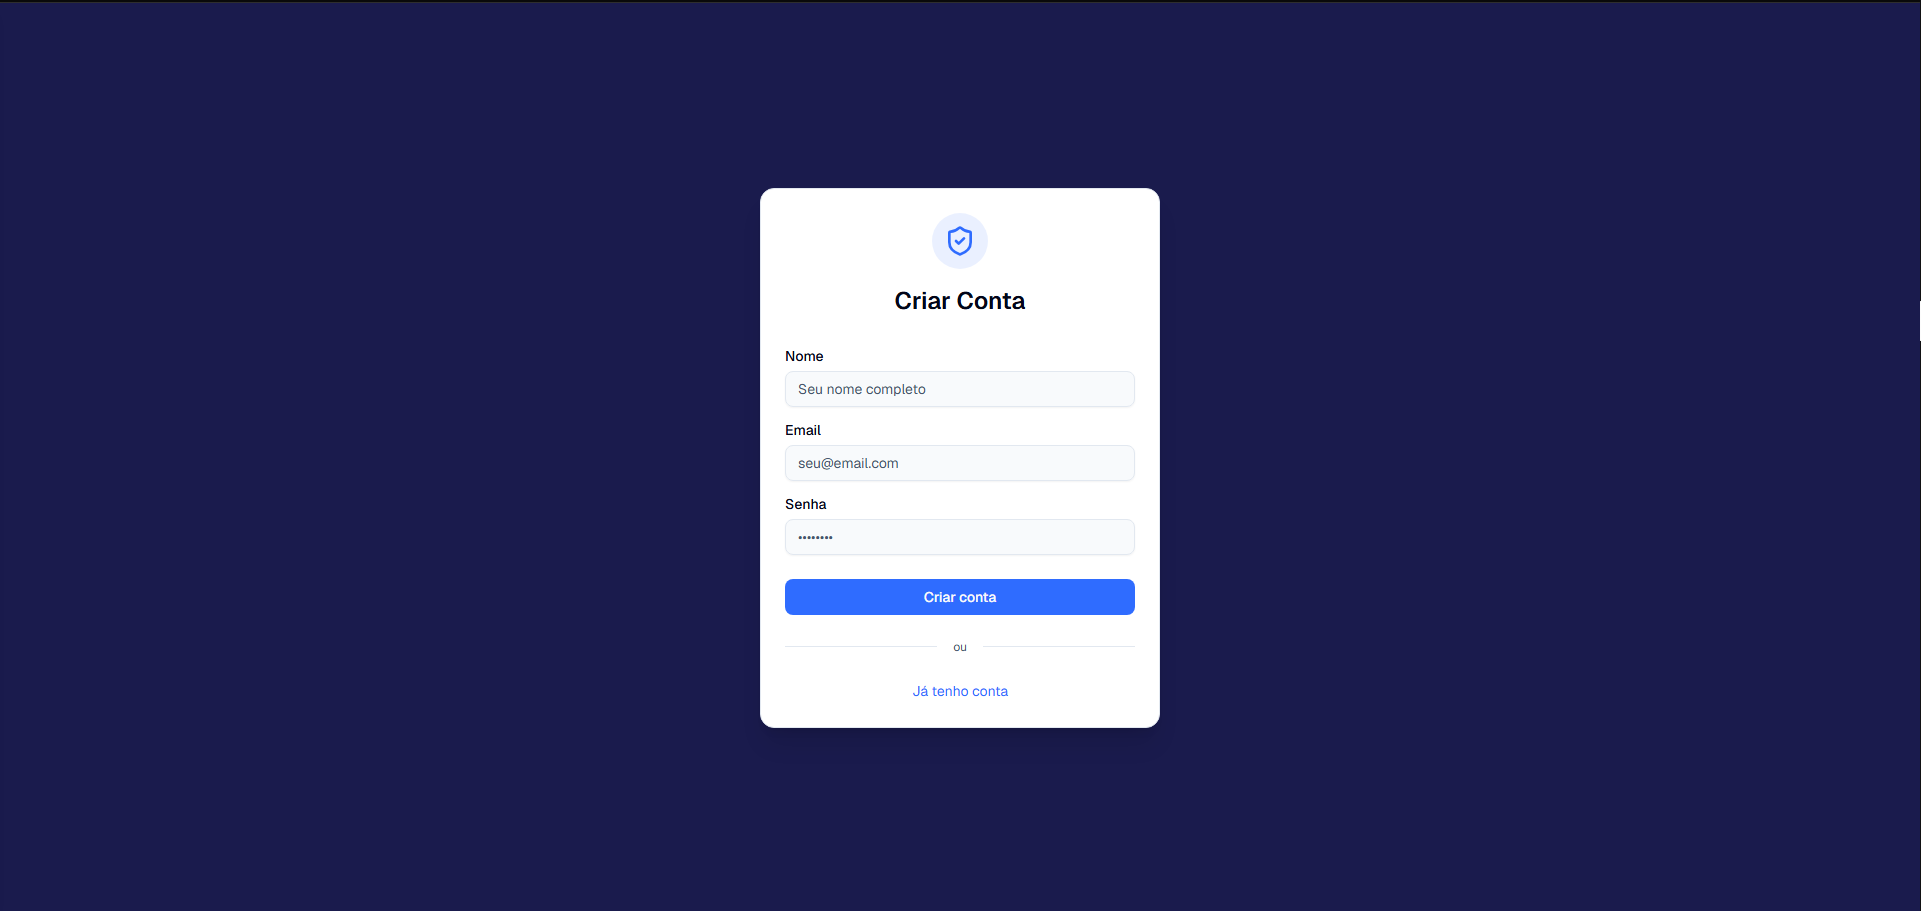 Criar Conta
Nome
Seu nome completo
Email
seu@email.com
Senha
••••••••
Criar conta
ou
Já tenho conta